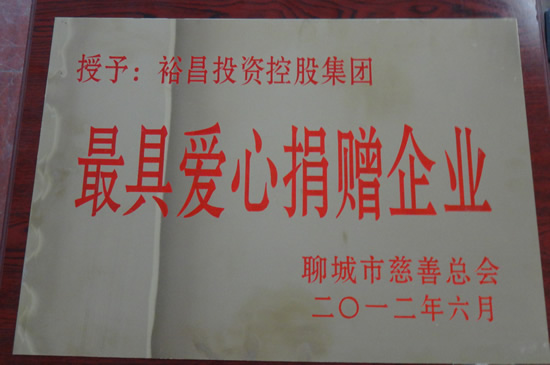 授予：裕昌投资控股集团
最具爱心捐赠企业
聊城市慈善总会
二〇一二年六月